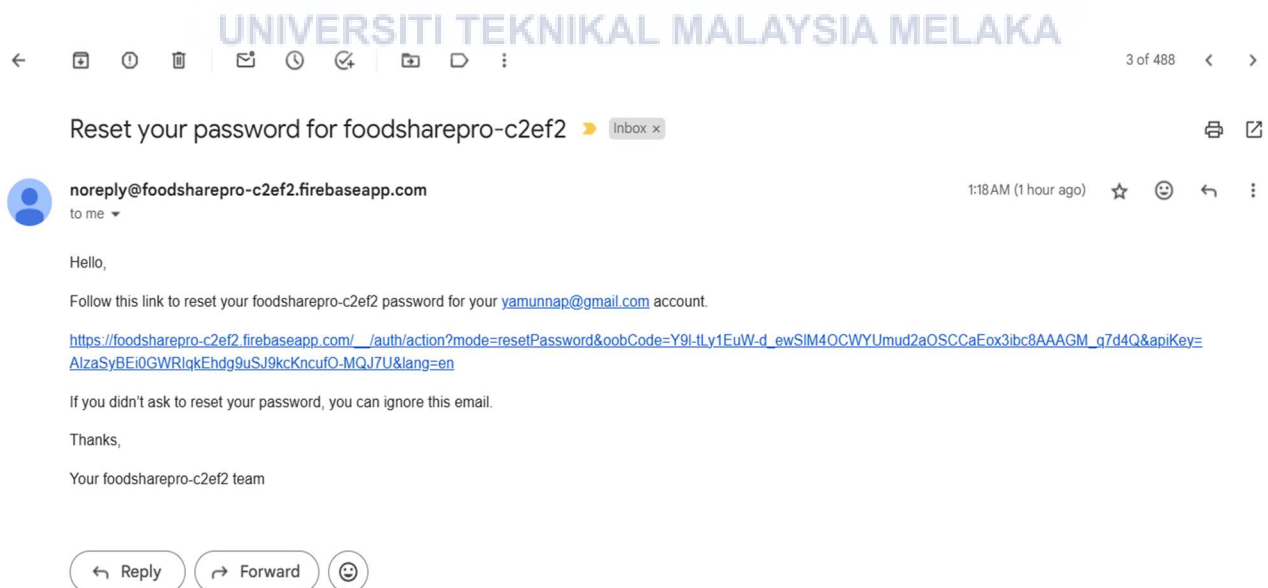 UNIVERSITI TEKNIKAL MALAYSIA MELAKA
3 of 488
Reset your password for foodsharepro-c2ef2 Inbox ×
noreply@foodsharepro-c2ef2.firebaseapp.com 1:18 AM (1 hour ago)
to me
Hello,
Follow this link to reset your foodsharepro-c2ef2 password for your yamunnap@gmail.com account.
https://foodsharepro-c2ef2.firebaseapp.com/__/auth/action?mode=resetPassword&oobCode=Y9l-tLy1EuW-d_ewSlM4OCWYUmud2aOSCCaEox3ibc8AAAGM_q7d4Q&apiKey=
AIzaSyBEi0GWRIqkEhdg9uSJ9kcKncufO-MQJ7U&lang=en
If you didn't ask to reset your password, you can ignore this email.
Thanks,
Your foodsharepro-c2ef2 team
Reply Forward